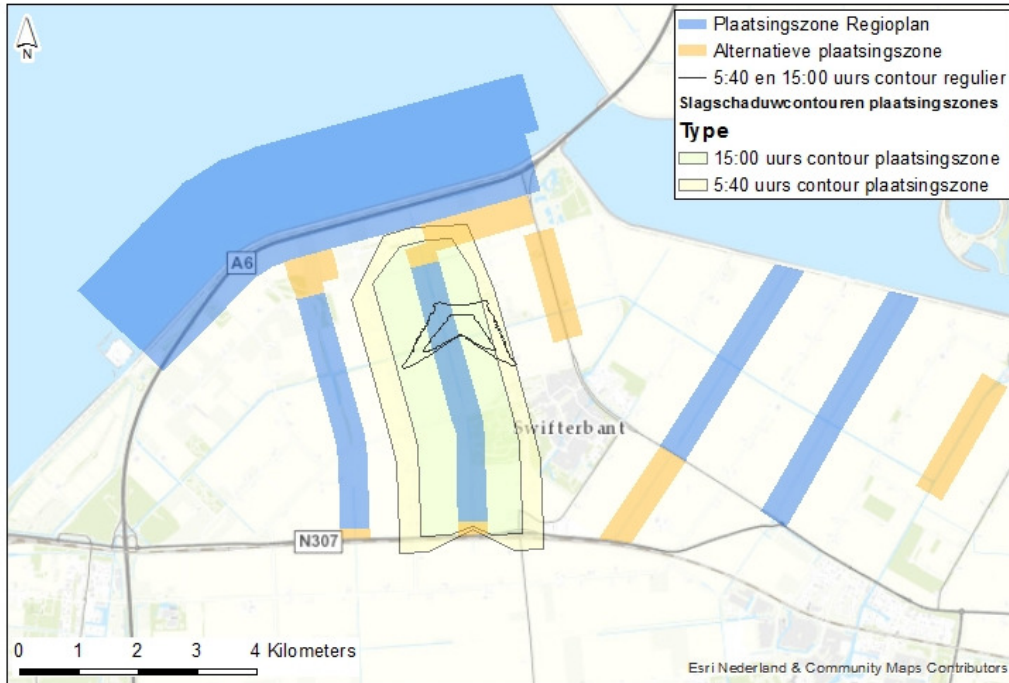 N
Plaatsingszone Regioplan
Alternatieve plaatsingszone
5:40 en 15:00 uurs contour regulier
Slagschaduwcontouren plaatsingszones
Type
15:00 uurs contour plaatsingszone
5:40 uurs contour plaatsingszone
A6
Swifterbant
N307
0 1 2 3 4 Kilometers
Esri Nederland & Community Maps Contributors